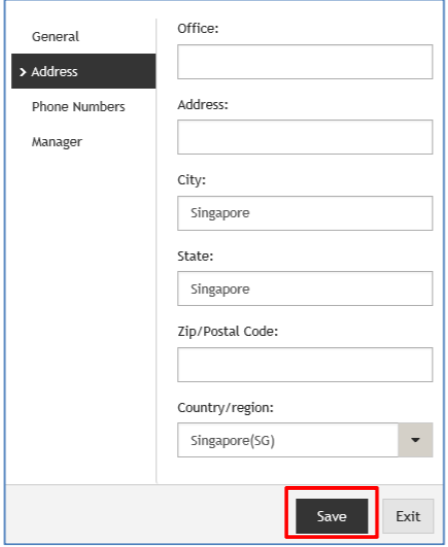 General
> Address
Phone Numbers
Manager
Office:
Address:
City:
Singapore
State:
Singapore
Zip/Postal Code:
Country/region:
Singapore(SG)
Save
Exit